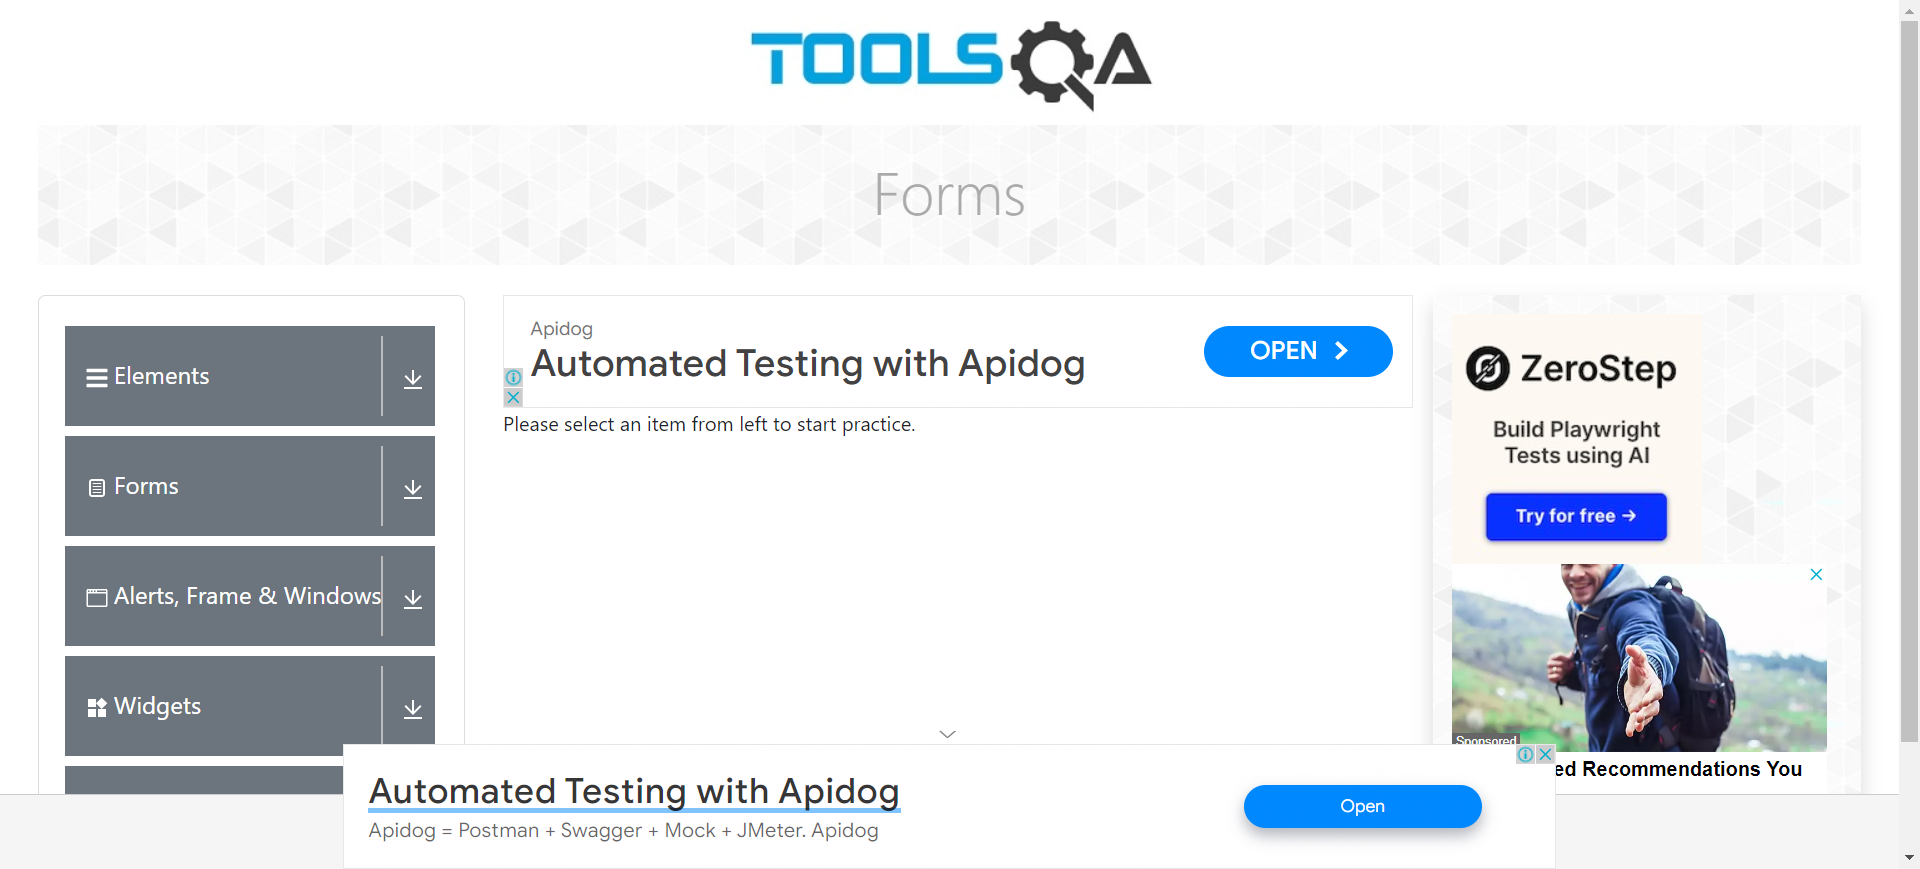 TOOLSQA
Forms
Elements
Forms
Alerts, Frame & Windows
Widgets
Apidog
Automated Testing with Apidog
OPEN
Please select an item from left to start practice.
ZeroStep
Build Playwright
Tests using AI
Try for free →
Sponsored
ed Recommendations You
Automated Testing with Apidog
Apidog = Postman + Swagger + Mock + JMeter. Apidog
Open